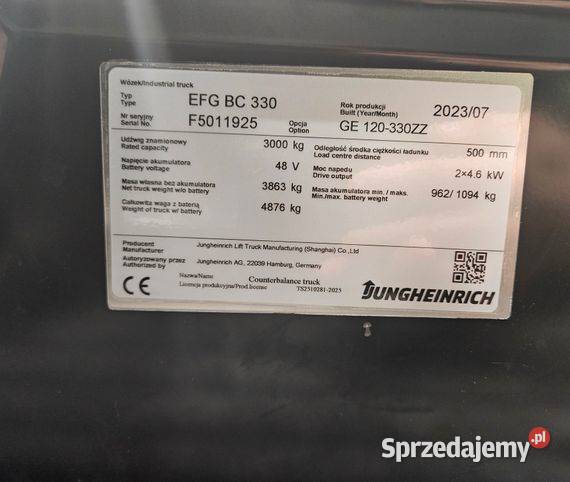 Wózek/Industrial truck
Typ
Type
EFG BC 330
Rok produkcji
Built (Year/Month)
2023/07
Nr seryjny
Serial No.
F5011925
Opcja
Option
GE 120-330ZZ
Udźwig znamionowy
Rated capacity
3000 kg
Odległość środka ciężkości ładunku
Load centre distance
500 mm
Napięcie akumulatora
Battery voltage
48 V
Moc napędu
Drive output
2×4.6 kW
Masa własna bez akumulatora
Net truck weight w/o battery
3863 kg
Masa akumulatora min. / maks.
Min./max. battery weight
962/ 1094 kg
Całkowita waga z baterią
Weight of truck w/ battery
4876 kg
Producent
Manufacturer
Jungheinrich Lift Truck Manufacturing (Shanghai) Co.,Ltd
Autoryzowany przez
Authorized by
Jungheinrich AG, 22039 Hamburg, Germany
CE
Nazwa/Name
Counterbalance truck
Licencja produkcyjna/Prod.license
TS2510281-2025
JUNGHEINRICH
Sprzedajemy.pl